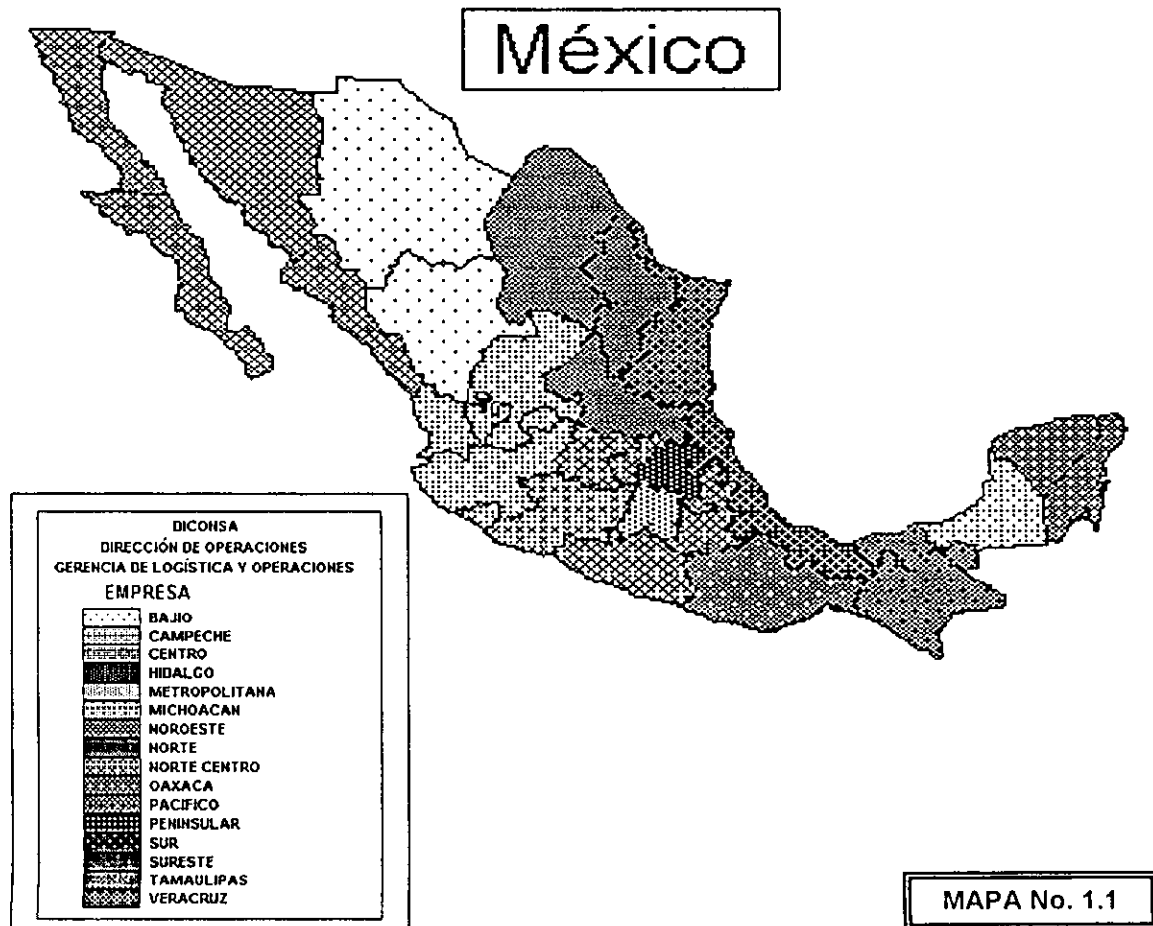 México
DICONSA
DIRECCIÓN DE OPERACIONES
GERENCIA DE LOGÍSTICA Y OPERACIONES
EMPRESA
BAJIO
CAMPECHE
CENTRO
HIDALGO
METROPOLITANA
MICHOACAN
NOROESTE
NORTE
NORTE CENTRO
OAXACA
PACIFICO
PENINSULAR
SUR
SURESTE
TAMAULIPAS
VERACRUZ
MAPA No. 1.1